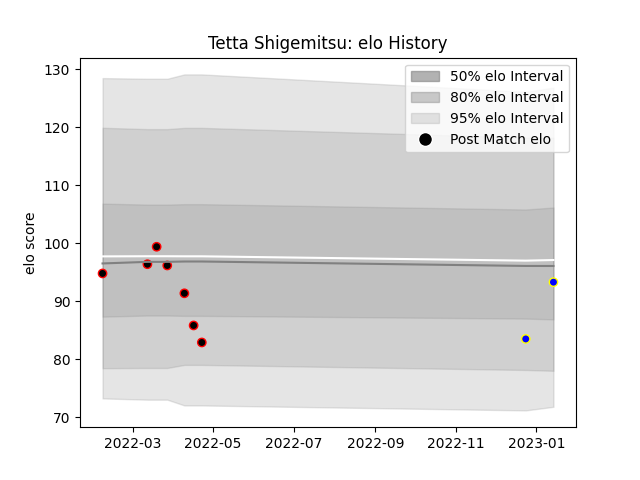 Tetta Shigemitsu: elo History
130
120
110
100
90
80
70
elo score
50% elo Interval
80% elo Interval
95% elo Interval
Post Match elo
2022-03
2022-05
2022-07
2022-09
2022-11
2023-01